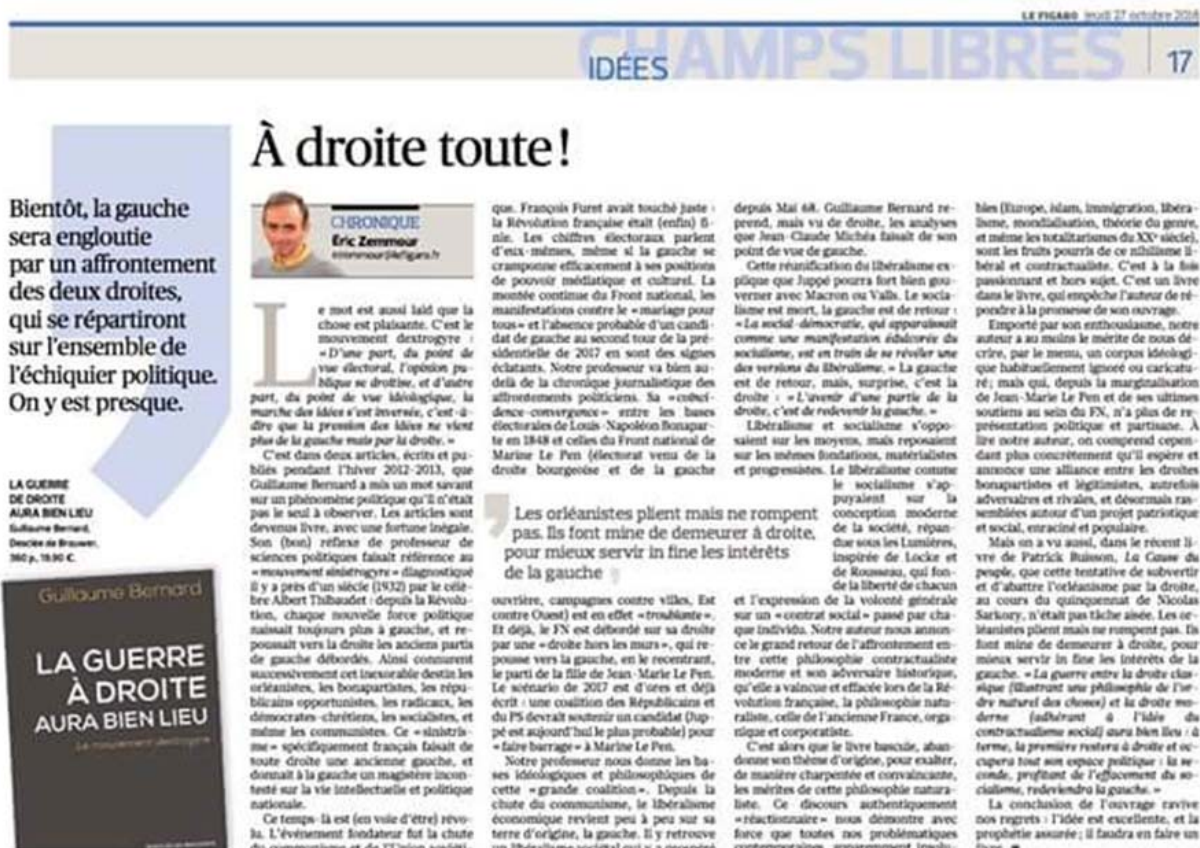 LE FIGARO jeudi 27 octobre 2016
CHAMPS LIBRES
IDÉES
17
À droite toute !
Bientôt, la gauche
sera engloutie
par un affrontement
des deux droites,
qui se répartiront
sur l'ensemble de
l'échiquier politique.
On y est presque.
LA GUERRE
DE DROITE
AURA BIEN LIEU
Guillaume Bernard,
Desclée de Brouwer,
360 p., 19,90 €.
Guillaume Bernard
LA GUERRE
À DROITE
AURA BIEN LIEU
Le mouvement dextrogyre
CHRONIQUE
Éric Zemmour
ezemmour@lefigaro.fr
Le mot est aussi laid que la
chose est plaisante. C'est le
mouvement dextrogyre :
« D'une part, du point de
vue électoral, l'opinion pu-
blique se droitise, et d'autre
part, du point de vue idéologique, la
marche des idées s'est inversée, c'est-à-
dire que la pression des idées ne vient
plus de la gauche mais par la droite. »
C'est dans deux articles, écrits et pu-
bliés pendant l'hiver 2012-2013, que
Guillaume Bernard a mis un mot savant
sur un phénomène politique qu'il n'était
pas le seul à observer. Les articles sont
devenus livre, avec une fortune inégale.
Son (bon) réflexe de professeur de
sciences politiques faisait référence au
« mouvement sinistrogyre » diagnostiqué
il y a près d'un siècle (1932) par le célè-
bre Albert Thibaudet : depuis la Révolu-
tion, chaque nouvelle force politique
naissait toujours plus à gauche, et re-
poussait vers la droite les anciens partis
de gauche débordés. Ainsi connurent
successivement cet inexorable destin les
orléanistes, les bonapartistes, les répu-
blicains opportunistes, les radicaux, les
démocrates-chrétiens, les socialistes, et
même les communistes. Ce « sinistris-
me » spécifiquement français faisait de
toute droite une ancienne gauche, et
donnait à la gauche un magistère incon-
testé sur la vie intellectuelle et politique
nationale.
Ce temps-là est (en voie d'être) révo-
lu. L'événement fondateur fut la chute
du communisme et de l'Union soviéti-
que. François Furet avait touché juste :
la Révolution française était (enfin) fi-
nie. Les chiffres électoraux parlent
d'eux-mêmes, même si la gauche se
cramponne efficacement à ses positions
de pouvoir médiatique et culturel. La
montée continue du Front national, les
manifestations contre le « mariage pour
tous » et l'absence probable d'un candi-
dat de gauche au second tour de la pré-
sidentielle de 2017 en sont des signes
éclatants. Notre professeur va bien au-
delà de la chronique journalistique des
affrontements politiciens. Sa « coïnci-
dence-convergence » entre les bases
électorales de Louis-Napoléon Bonapar-
te en 1848 et celles du Front national de
Marine Le Pen (électorat venu de la
droite bourgeoise et de la gauche
Les orléanistes plient mais ne rompent
pas. Ils font mine de demeurer à droite,
pour mieux servir in fine les intérêts
de la gauche
ouvrière, campagnes contre villes, Est
contre Ouest) est en effet « troublante ».
Et déjà, le FN est débordé sur sa droite
par une « droite hors les murs », qui re-
pousse vers la gauche, en le recentrant,
le parti de la fille de Jean-Marie Le Pen.
Le scénario de 2017 est d'ores et déjà
écrit : une coalition des Républicains et
du PS devrait soutenir un candidat (Jup-
pé est aujourd'hui le plus probable) pour
« faire barrage » à Marine Le Pen.
Notre professeur nous donne les ba-
ses idéologiques et philosophiques de
cette « grande coalition ». Depuis la
chute du communisme, le libéralisme
économique revient peu à peu sur sa
terre d'origine, la gauche. Il y retrouve
un libéralisme sociétal qui y a prospéré
depuis Mai 68. Guillaume Bernard re-
prend, mais vu de droite, les analyses
que Jean-Claude Michéa faisait de son
point de vue de gauche.
Cette réunification du libéralisme ex-
plique que Juppé pourra fort bien gou-
verner avec Macron ou Valls. Le socia-
lisme est mort, la gauche est de retour :
« La social-démocratie, qui apparaissait
comme une manifestation édulcorée du
socialisme, est en train de se révéler une
des versions du libéralisme. » La gauche
est de retour, mais, surprise, c'est la
droite : « L'avenir d'une partie de la
droite, c'est de redevenir la gauche. »
Libéralisme et socialisme s'oppo-
saient sur les moyens, mais reposaient
sur les mêmes fondations, matérialistes
et progressistes. Le libéralisme comme
le socialisme s'ap-
puyaient sur la
conception moderne
de la société, répan-
due sous les Lumières,
inspirée de Locke et
de Rousseau, qui fon-
de la liberté de chacun
et l'expression de la volonté générale
sur un « contrat social » passé par cha-
que individu. Notre auteur nous annon-
ce le grand retour de l'affrontement en-
tre cette philosophie contractualiste
moderne et son adversaire historique,
qu'elle a vaincue et effacée lors de la Ré-
volution française, la philosophie natu-
raliste, celle de l'ancienne France, orga-
nique et corporatiste.
C'est alors que le livre bascule, aban-
donne son thème d'origine, pour exalter,
de manière charpentée et convaincante,
les mérites de cette philosophie natura-
liste. Ce discours authentiquement
« réactionnaire » nous démontre avec
force que toutes nos problématiques
contemporaines, apparemment insolu-
bles (Europe, islam, immigration, libéra-
lisme, mondialisation, théorie du genre,
et même les totalitarismes du XXe siècle),
sont les fruits pourris de ce nihilisme li-
béral et contractualiste. C'est à la fois
passionnant et hors sujet. C'est un livre
dans le livre, qui empêche l'auteur de ré-
pondre à la promesse de son ouvrage.
Emporté par son enthousiasme, notre
auteur a au moins le mérite de nous dé-
crire, par le menu, un corpus idéologi-
que habituellement ignoré ou caricatu-
ré ; mais qui, depuis la marginalisation
de Jean-Marie Le Pen et de ses ultimes
soutiens au sein du FN, n'a plus de re-
présentation politique et partisane. À
lire notre auteur, on comprend cepen-
dant plus concrètement qu'il espère et
annonce une alliance entre les droites
bonapartistes et légitimistes, autrefois
adversaires et rivales, et désormais ras-
semblées autour d'un projet patriotique
et social, enraciné et populaire.
Mais on a vu aussi, dans le récent li-
vre de Patrick Buisson, La Cause du
peuple, que cette tentative de subvertir
et d'abattre l'orléanisme par la droite,
au cours du quinquennat de Nicolas
Sarkozy, n'était pas tâche aisée. Les or-
léanistes plient mais ne rompent pas. Ils
font mine de demeurer à droite, pour
mieux servir in fine les intérêts de la
gauche. « La guerre entre la droite clas-
sique (illustrant une philosophie de l'or-
dre naturel des choses) et la droite mo-
derne (adhérant à l'idée du
contractualisme social) aura bien lieu : à
terme, la première restera à droite et oc-
cupera tout son espace politique ; la se-
conde, profitant de l'effacement du so-
cialisme, redeviendra la gauche. »
La conclusion de l'ouvrage ravive
nos regrets : l'idée est excellente, et la
prophétie assurée ; il faudra en faire un
livre.